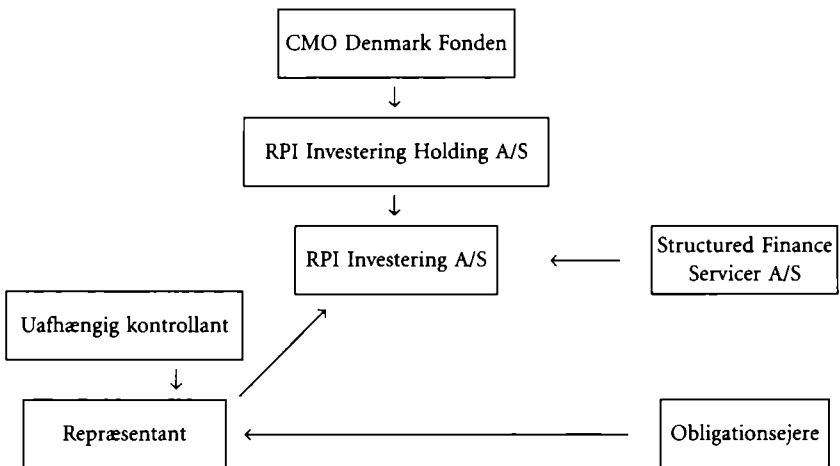 CMO Denmark Fonden
RPI Investering Holding A/S
RPI Investering A/S
Structured Finance
Servicer A/S
Uafhængig kontrollant
Repræsentant
Obligationsejere